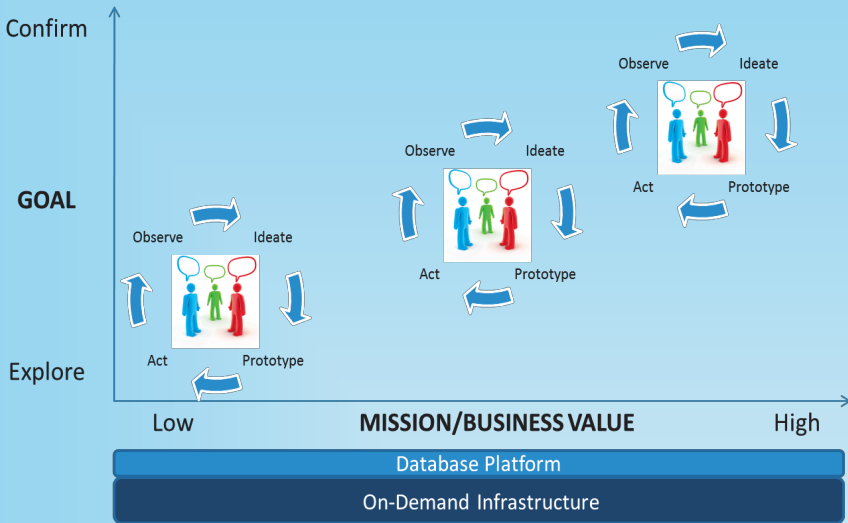 Confirm
GOAL
Explore
Observe
Ideate
Act
Prototype
Observe
Ideate
Act
Prototype
Observe
Ideate
Act
Prototype
Low
MISSION/BUSINESS VALUE
High
Database Platform
On-Demand Infrastructure